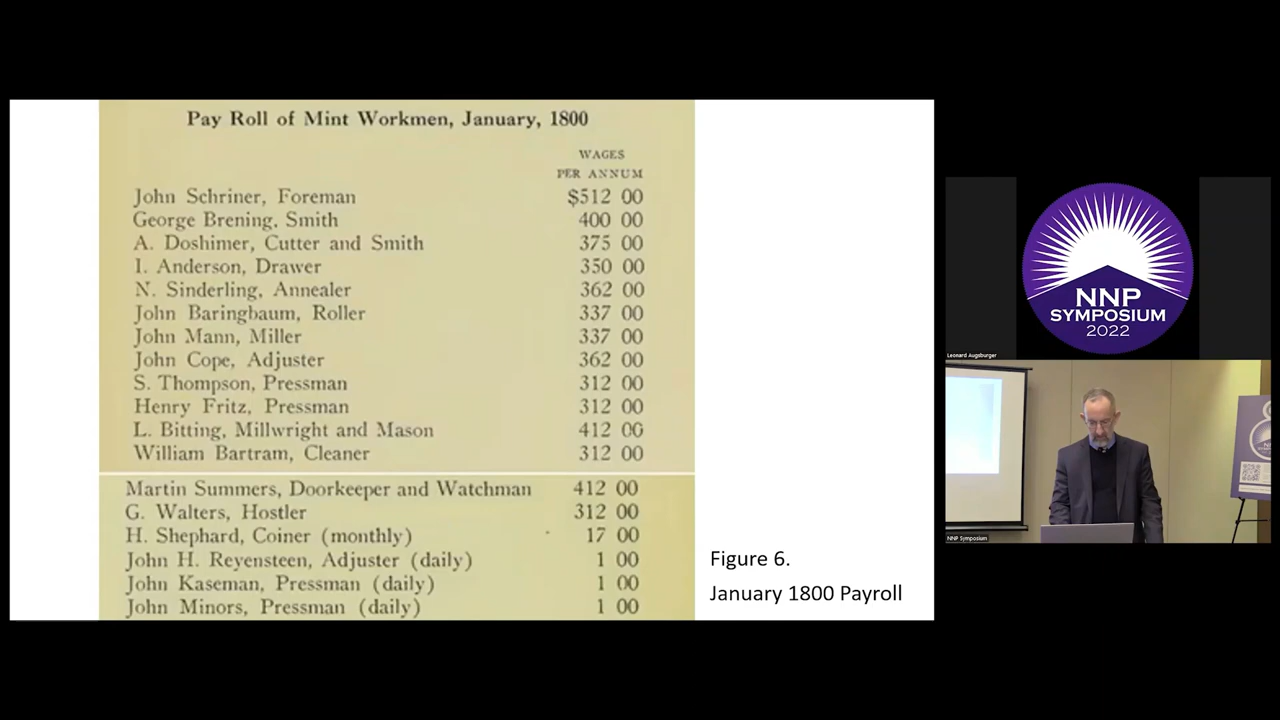 Pay Roll of Mint Workmen, January, 1800
WAGES
PER ANNUM
John Schriner, Foreman $512 00
George Brening, Smith 400 00
A. Doshimer, Cutter and Smith 375 00
I. Anderson, Drawer 350 00
N. Sinderling, Annealer 362 00
John Baringbaum, Roller 337 00
John Mann, Miller 337 00
John Cope, Adjuster 362 00
S. Thompson, Pressman 312 00
Henry Fritz, Pressman 312 00
L. Bitting, Millwright and Mason 412 00
William Bartram, Cleaner 312 00
Martin Summers, Doorkeeper and Watchman 412 00
G. Walters, Hostler 312 00
H. Shephard, Coiner (monthly) 17 00
John H. Reyensteen, Adjuster (daily) 1 00
John Kaseman, Pressman (daily) 1 00
John Minors, Pressman (daily) 1 00
Figure 6.
January 1800 Payroll
NNP
SYMPOSIUM
2022
Leonard Augsburger
NNP Symposium